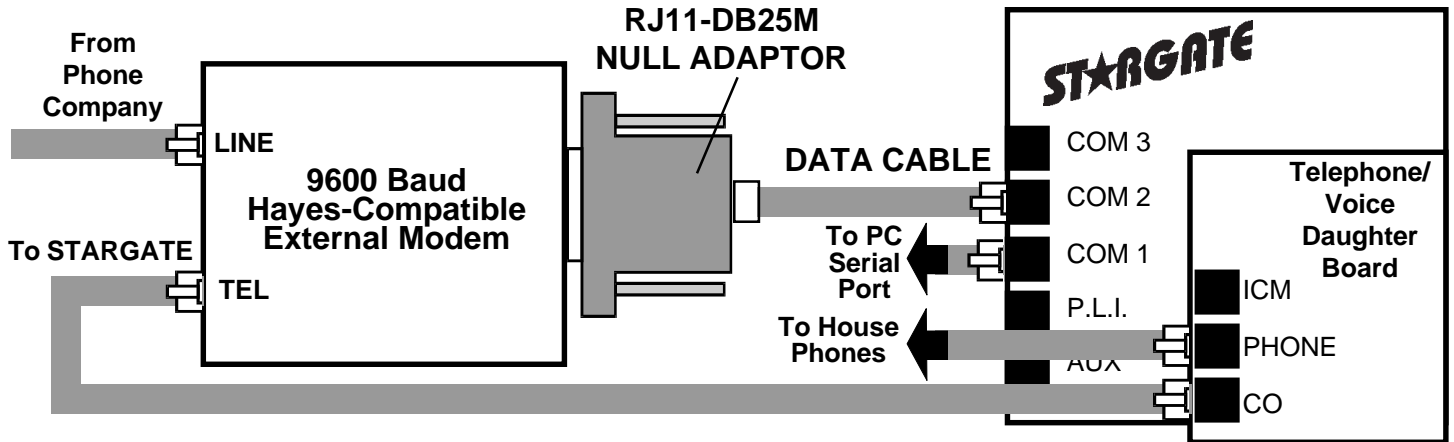 From
Phone
Company
LINE
9600 Baud
Hayes-Compatible
External Modem
To STARGATE
TEL
RJ11-DB25M
NULL ADAPTOR
DATA CABLE
STARGATE
COM 3
COM 2
COM 1
P.L.I.
AUX
To PC
Serial
Port
To House
Phones
Telephone/
Voice
Daughter
Board
ICM
PHONE
CO